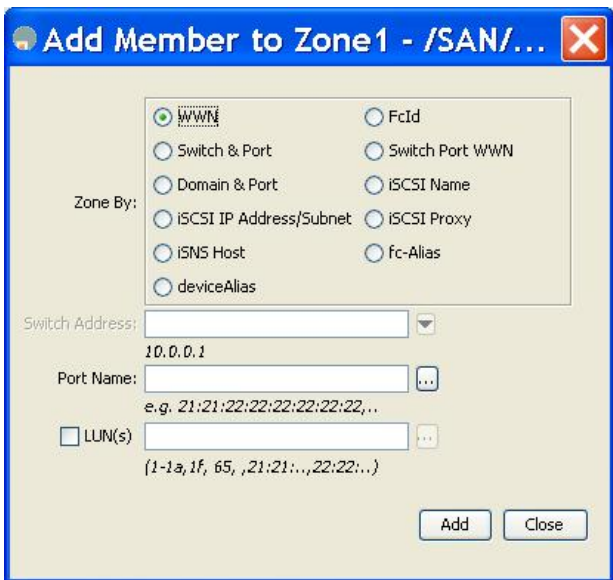 Add Member to Zone1 - /SAN/...
Zone By:
WWN
FcId
Switch & Port
Switch Port WWN
Domain & Port
iSCSI Name
iSCSI IP Address/Subnet
iSCSI Proxy
iSNS Host
fc-Alias
deviceAlias
Switch Address:
10.0.0.1
Port Name:
...
e.g. 21:21:22:22:22:22:22:22,..
LUN(s)
...
(1-1a,1f, 65, ,21:21:..,22:22:..)
Add
Close